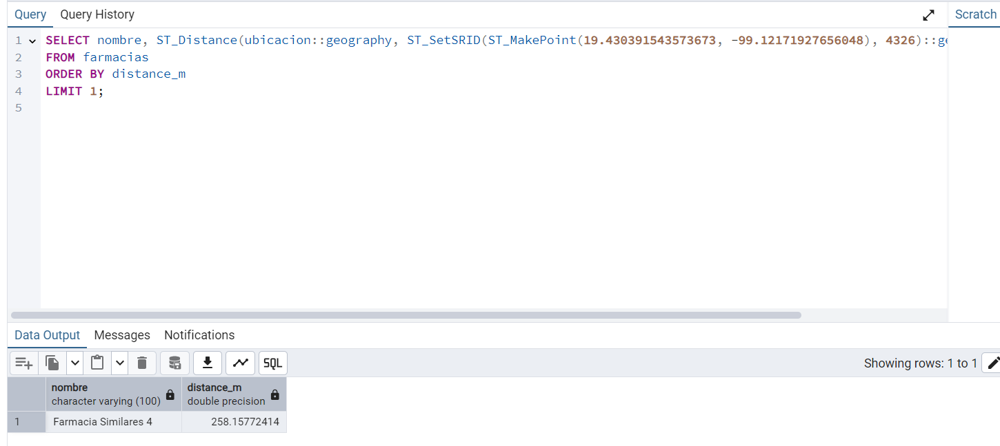 Query Query History Scratch
1 SELECT nombre, ST_Distance(ubicacion::geography, ST_SetSRID(ST_MakePoint(19.430391543573673, -99.12171927656048), 4326)::ge
2 FROM farmacias
3 ORDER BY distance_m
4 LIMIT 1;
5
Data Output Messages Notifications
SQL Showing rows: 1 to 1
nombre distance_m
character varying (100) double precision
1 Farmacia Similares 4 258.15772414